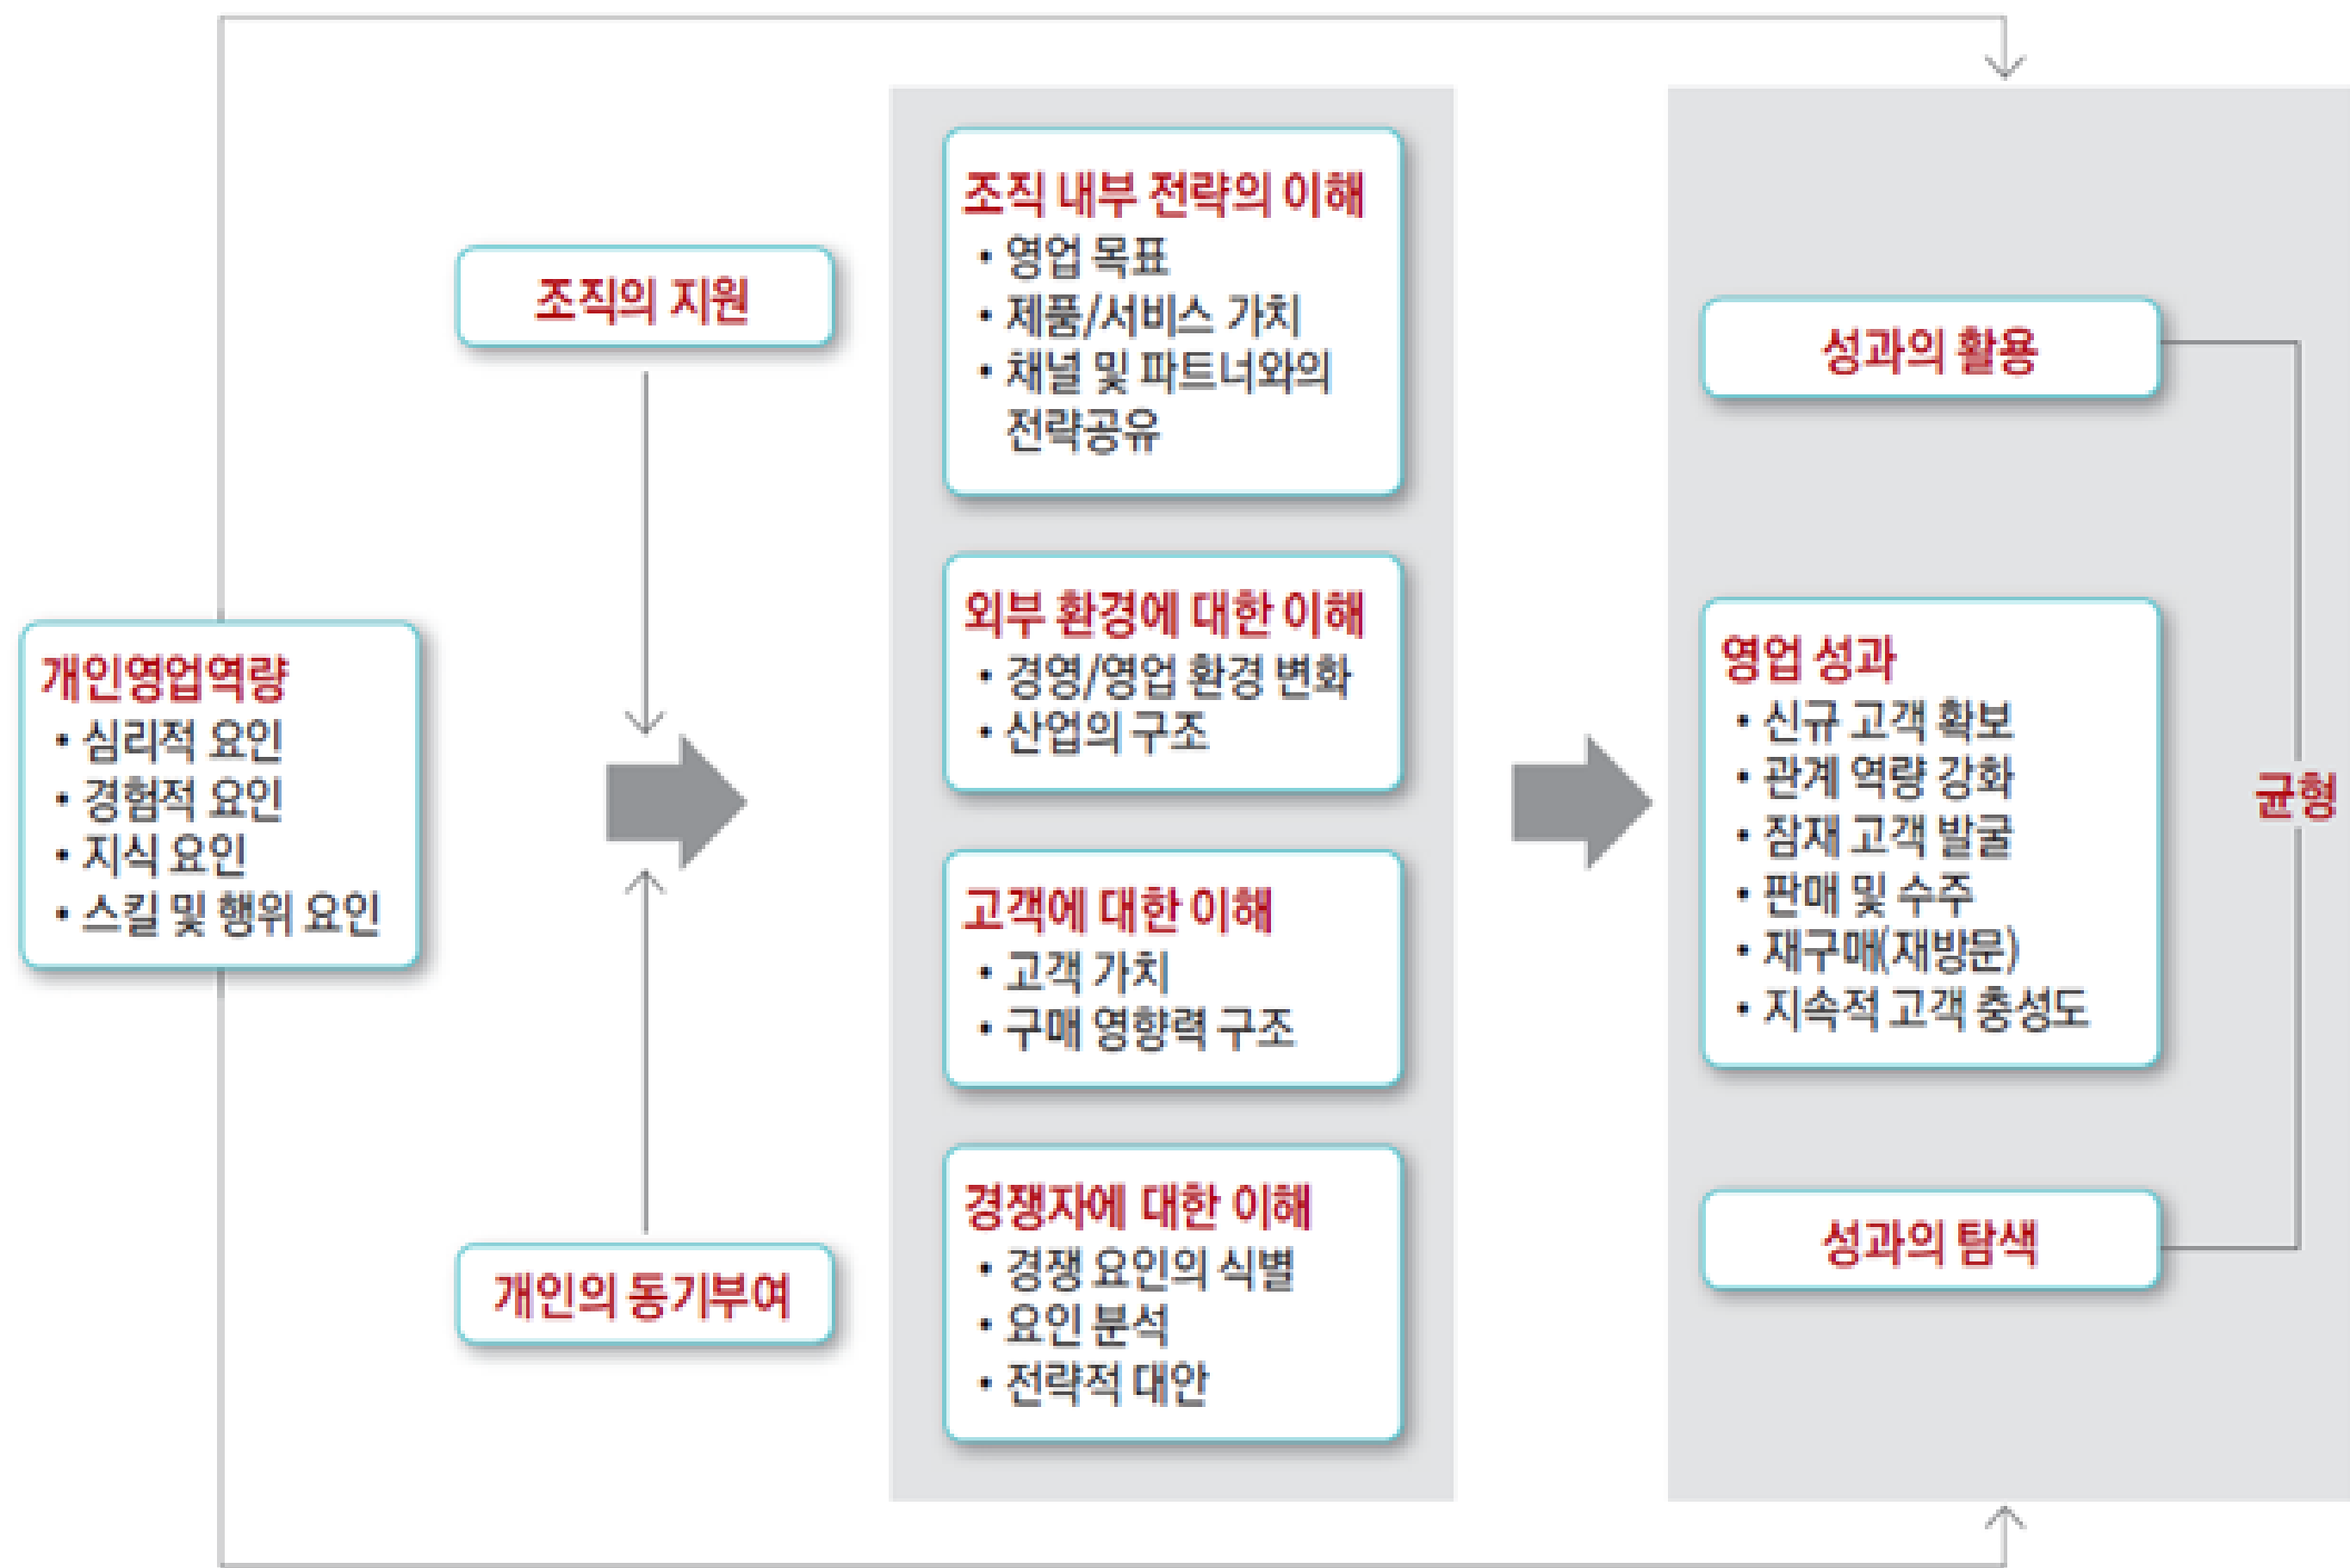 개인영업역량
• 심리적 요인
• 경험적 요인
• 지식 요인
• 스킬 및 행위 요인
조직의 지원
개인의 동기부여
조직 내부 전략의 이해
• 영업 목표
• 제품/서비스 가치
• 채널 및 파트너와의
전략공유
외부 환경에 대한 이해
• 경영/영업 환경 변화
• 산업의 구조
고객에 대한 이해
• 고객 가치
• 구매 영향력 구조
경쟁자에 대한 이해
• 경쟁 요인의 식별
• 요인 분석
• 전략적 대안
성과의 활용
영업 성과
• 신규 고객 확보
• 관계 역량 강화
• 잠재 고객 발굴
• 판매 및 수주
• 재구매(재방문)
• 지속적 고객 충성도
성과의 탐색
균형